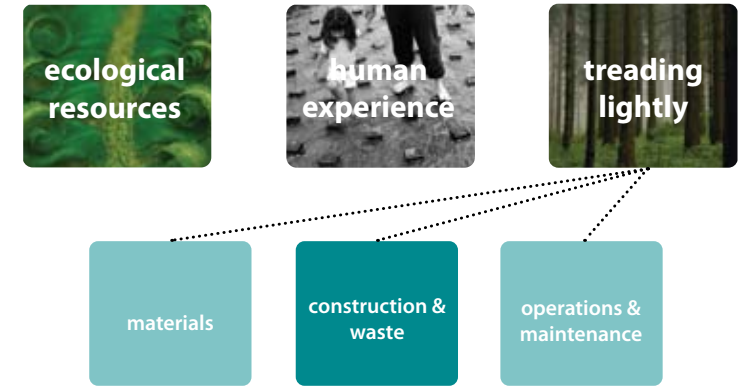 ecological
resources
human
experience
treading
lightly
materials
construction &
waste
operations &
maintenance